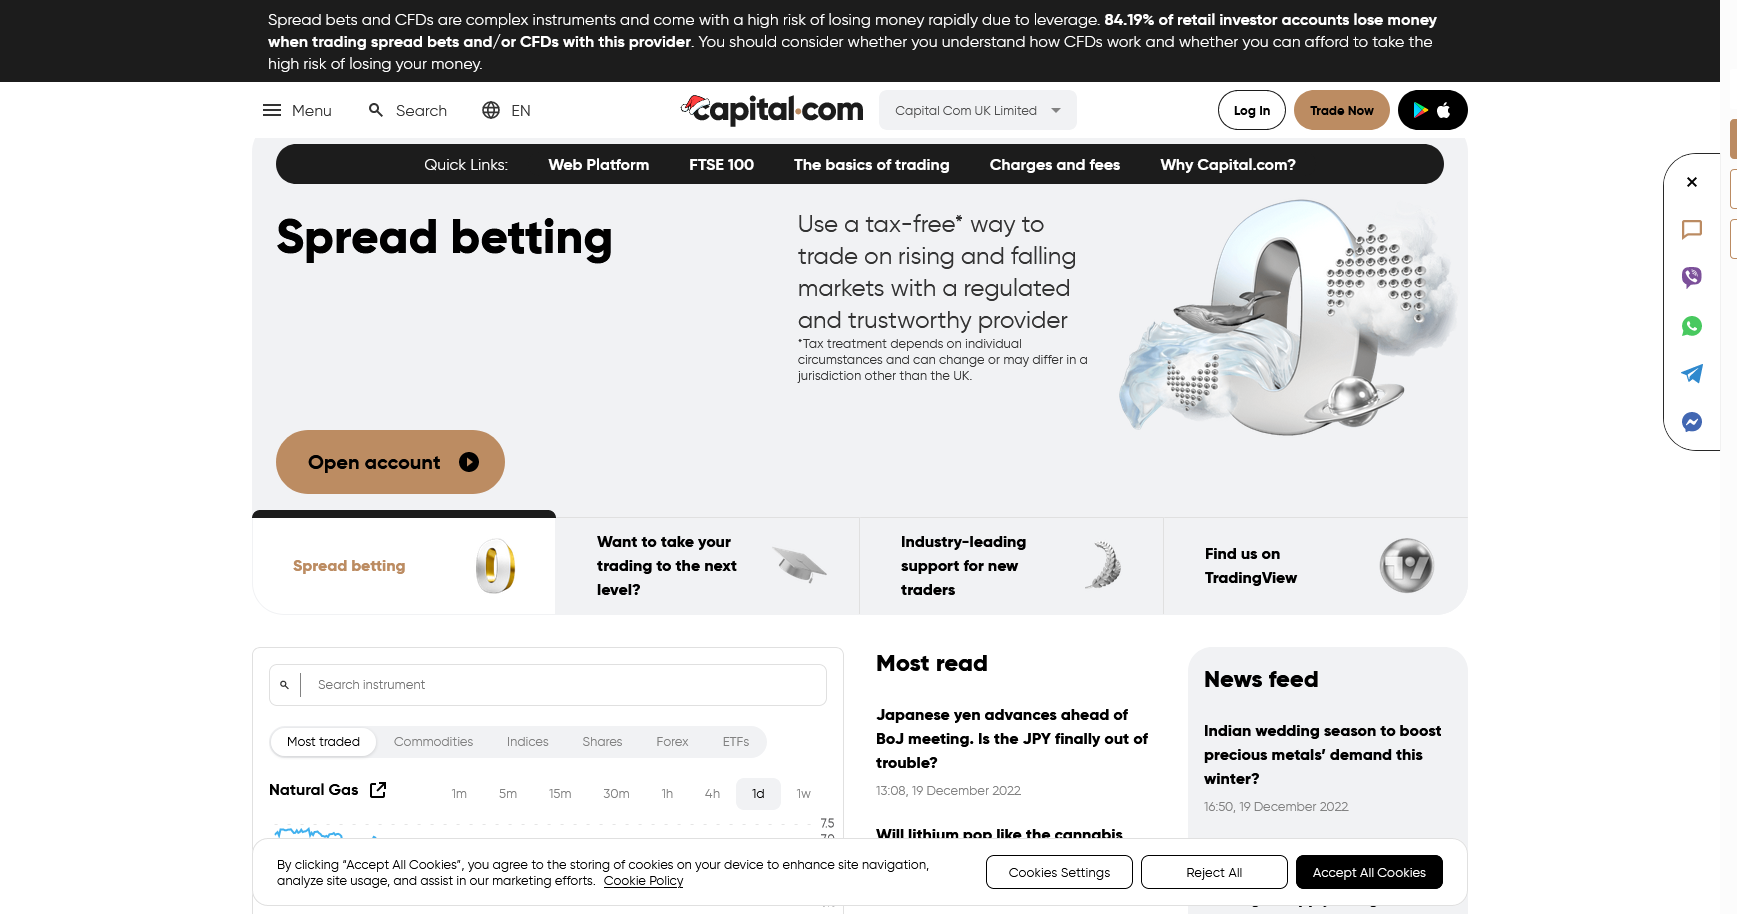 Spread bets and CFDs are complex instruments and come with a high risk of losing money rapidly due to leverage. 84.19% of retail investor accounts lose money
when trading spread bets and/or CFDs with this provider. You should consider whether you understand how CFDs work and whether you can afford to take the
high risk of losing your money.
Menu
Search
EN
capital.com
Capital Com UK Limited
Log In
Trade Now
Quick Links:
Web Platform
FTSE 100
The basics of trading
Charges and fees
Why Capital.com?
Spread betting
Use a tax-free* way to
trade on rising and falling
markets with a regulated
and trustworthy provider
*Tax treatment depends on individual
circumstances and can change or may differ in a
jurisdiction other than the UK.
Open account
Spread betting
Want to take your
trading to the next
level?
Industry-leading
support for new
traders
Find us on
TradingView
Search instrument
Most traded
Commodities
Indices
Shares
Forex
ETFs
Natural Gas
1m
5m
15m
30m
1h
4h
1d
1w
7.5
Most read
Japanese yen advances ahead of
BoJ meeting. Is the JPY finally out of
trouble?
13:08, 19 December 2022
Will lithium pop like the cannabis
News feed
Indian wedding season to boost
precious metals' demand this
winter?
16:50, 19 December 2022
By clicking “Accept All Cookies”, you agree to the storing of cookies on your device to enhance site navigation,
analyze site usage, and assist in our marketing efforts. Cookie Policy
Cookies Settings
Reject All
Accept All Cookies